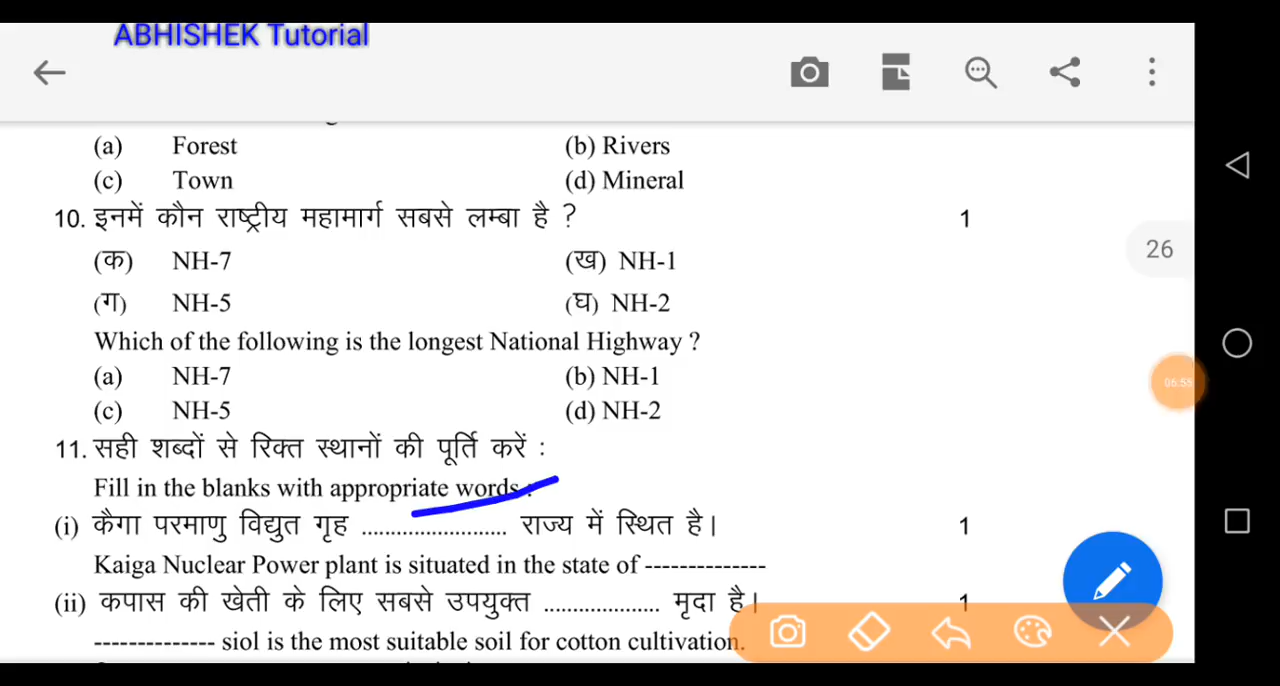 ABHISHEK Tutorial
(a) Forest (b) Rivers
(c) Town (d) Mineral
10. इनमें कौन राष्ट्रीय महामार्ग सबसे लम्बा है ? 1
26
(क) NH-7 (ख) NH-1
(ग) NH-5 (घ) NH-2
Which of the following is the longest National Highway ?
(a) NH-7 (b) NH-1
06:55
(c) NH-5 (d) NH-2
11. सही शब्दों से रिक्त स्थानों की पूर्ति करें :
Fill in the blanks with appropriate words :
(i) कैगा परमाणु विद्युत गृह ......................... राज्य में स्थित है। 1
Kaiga Nuclear Power plant is situated in the state of --------------
(ii) कपास की खेती के लिए सबसे उपयुक्त .................... मृदा है। 1
-------------- siol is the most suitable soil for cotton cultivation.